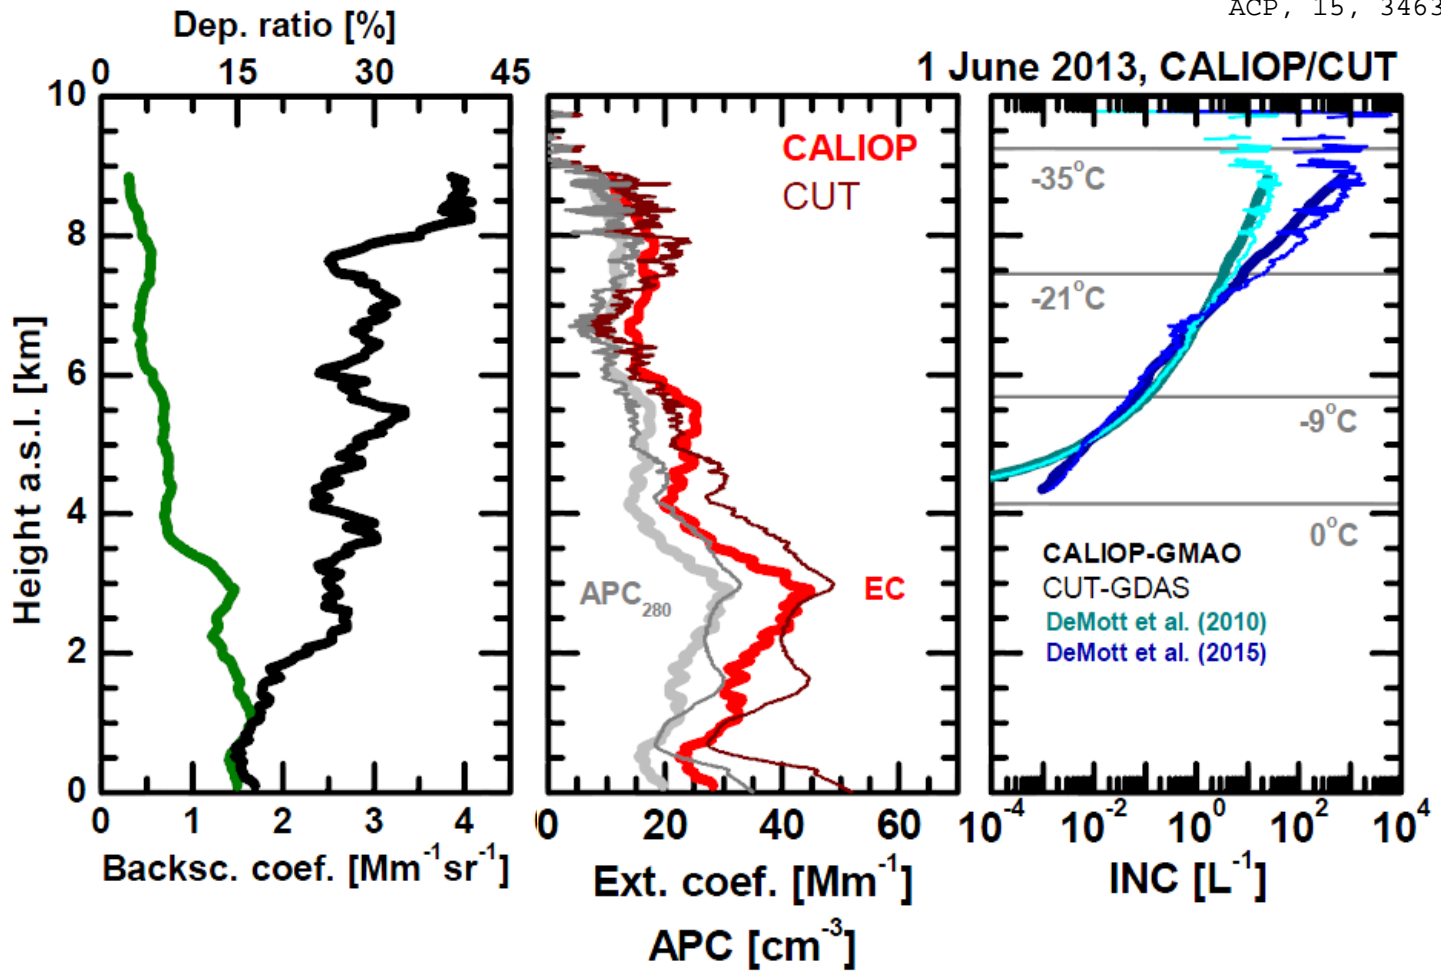 ACP, 15, 3463
Dep. ratio [%]
0 15 30 45
1 June 2013, CALIOP/CUT
10
8
6
4
2
0
Height a.s.l. [km]
0 1 2 3 4
Backsc. coef. [Mm⁻¹sr⁻¹]
CALIOP
CUT
APC₂₈₀
EC
0 20 40 60
Ext. coef. [Mm⁻¹]
APC [cm⁻³]
-35°C
-21°C
-9°C
0°C
CALIOP-GMAO
CUT-GDAS
DeMott et al. (2010)
DeMott et al. (2015)
10⁻⁴ 10⁻² 10⁰ 10² 10⁴
INC [L⁻¹]